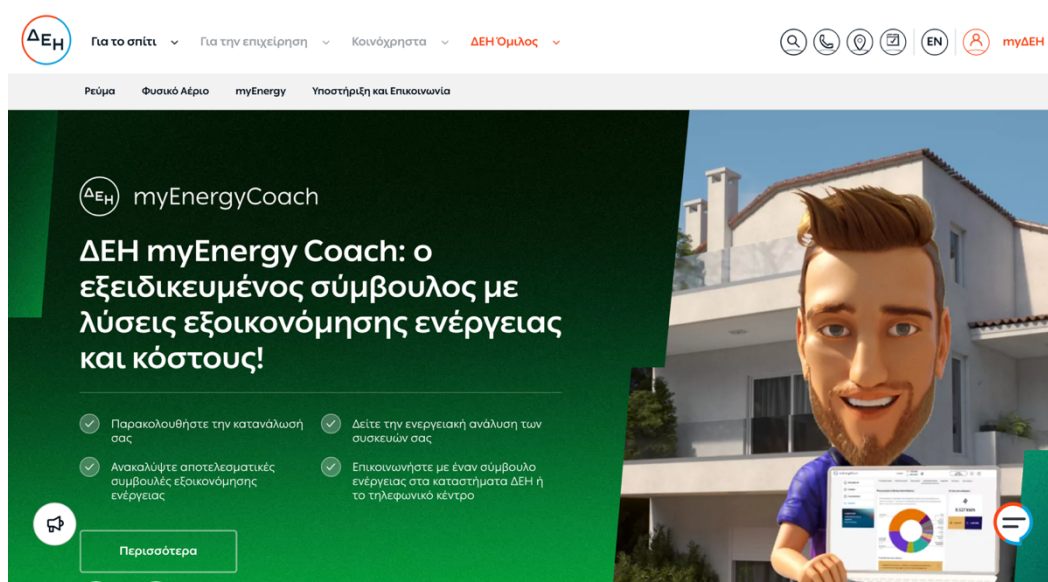 ΔΕΗ
Για το σπίτι
Για την επιχείρηση
Κοινόχρηστα
ΔΕΗ Όμιλος
EN
myΔΕΗ
Ρεύμα
Φυσικό Αέριο
myEnergy
Υποστήριξη και Επικοινωνία
ΔΕΗ
myEnergyCoach
ΔΕΗ myEnergy Coach: ο
εξειδικευμένος σύμβουλος με
λύσεις εξοικονόμησης ενέργειας
και κόστους!
Παρακολουθήστε την κατανάλωσή
σας
Δείτε την ενεργειακή ανάλυση των
συσκευών σας
Ανακαλύψτε αποτελεσματικές
συμβουλές εξοικονόμησης
ενέργειας
Επικοινωνήστε με έναν σύμβουλο
ενέργειας στα καταστήματα ΔΕΗ ή
το τηλεφωνικό κέντρο
Περισσότερα